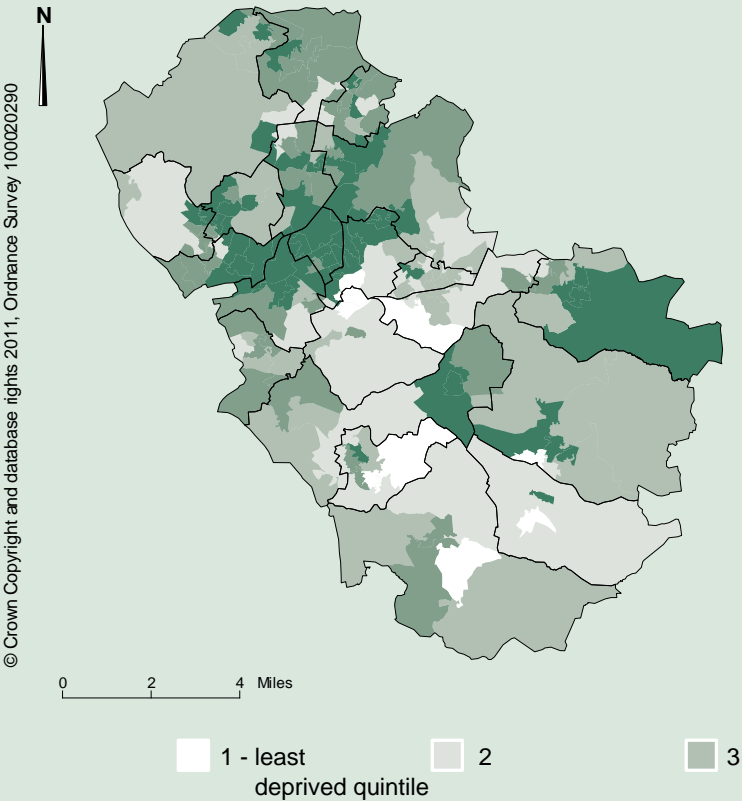 N
© Crown Copyright and database rights 2011, Ordnance Survey 100020290
0 2 4 Miles
1 - least 2 3
deprived quintile